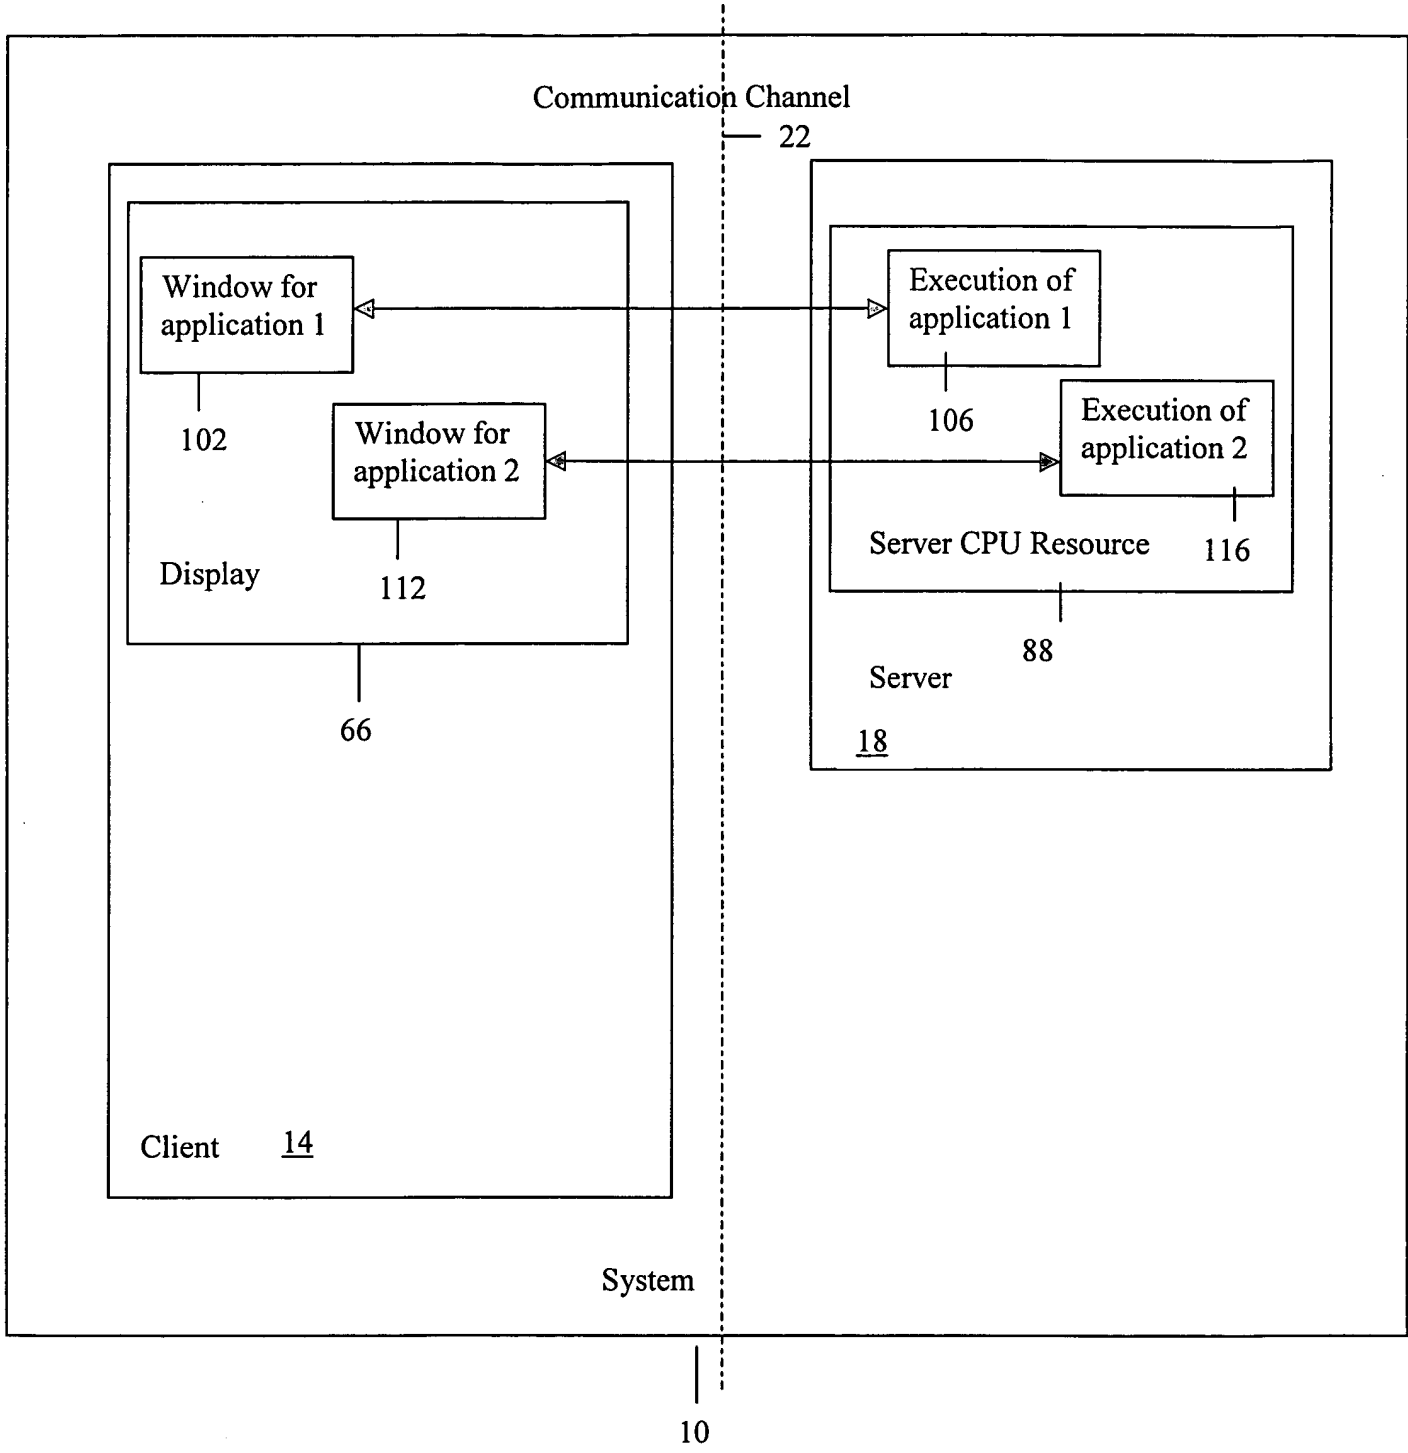 Communication Channel
22
Window for
application 1
102
Window for
application 2
112
Display
66
Client 14
Execution of
application 1
106
Execution of
application 2
116
Server CPU Resource
88
Server
18
System
10